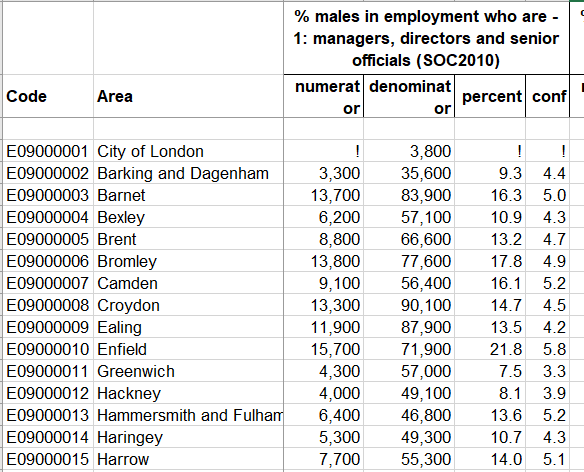 % males in employment who are -
1: managers, directors and senior
officials (SOC2010)
Code Area numerat or denominat or percent conf
E09000001 City of London ! 3,800 ! !
E09000002 Barking and Dagenham 3,300 35,600 9.3 4.4
E09000003 Barnet 13,700 83,900 16.3 5.0
E09000004 Bexley 6,200 57,100 10.9 4.3
E09000005 Brent 8,800 66,600 13.2 4.7
E09000006 Bromley 13,800 77,600 17.8 4.9
E09000007 Camden 9,100 56,400 16.1 5.2
E09000008 Croydon 13,300 90,100 14.7 4.5
E09000009 Ealing 11,900 87,900 13.5 4.2
E09000010 Enfield 15,700 71,900 21.8 5.8
E09000011 Greenwich 4,300 57,000 7.5 3.3
E09000012 Hackney 4,000 49,100 8.1 3.9
E09000013 Hammersmith and Fulham 6,400 46,800 13.6 5.2
E09000014 Haringey 5,300 49,300 10.7 4.3
E09000015 Harrow 7,700 55,300 14.0 5.1